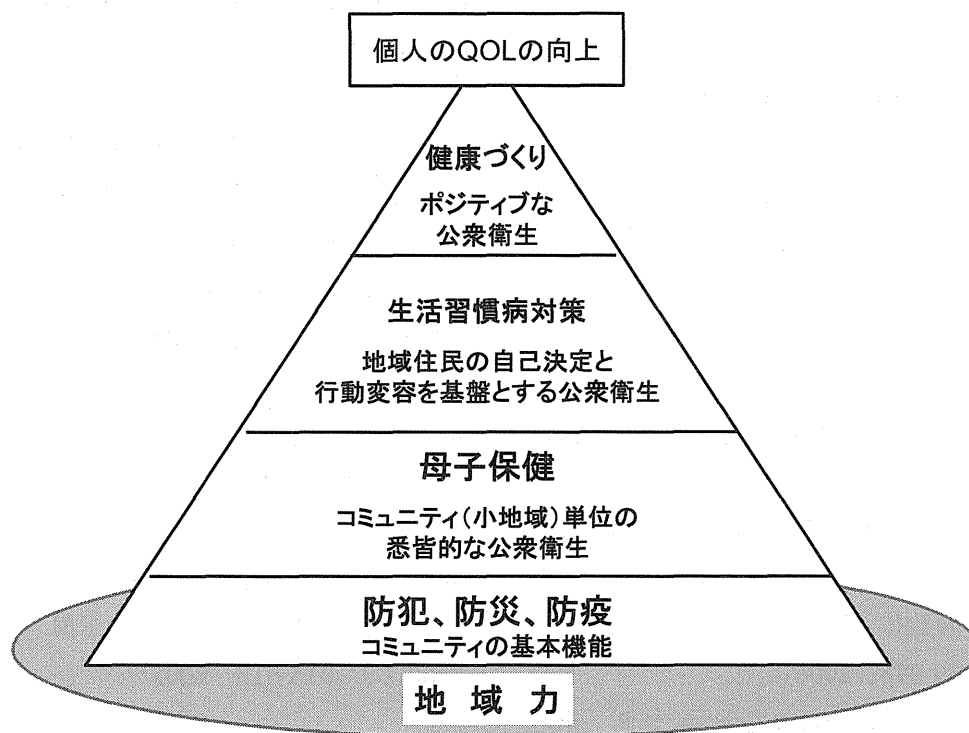 個人のQOLの向上
健康づくり
ポジティブな
公衆衛生
生活習慣病対策
地域住民の自己決定と
行動変容を基盤とする公衆衛生
母子保健
コミュニティ(小地域)単位の
悉皆的な公衆衛生
防犯、防災、防疫
コミュニティの基本機能
地域力